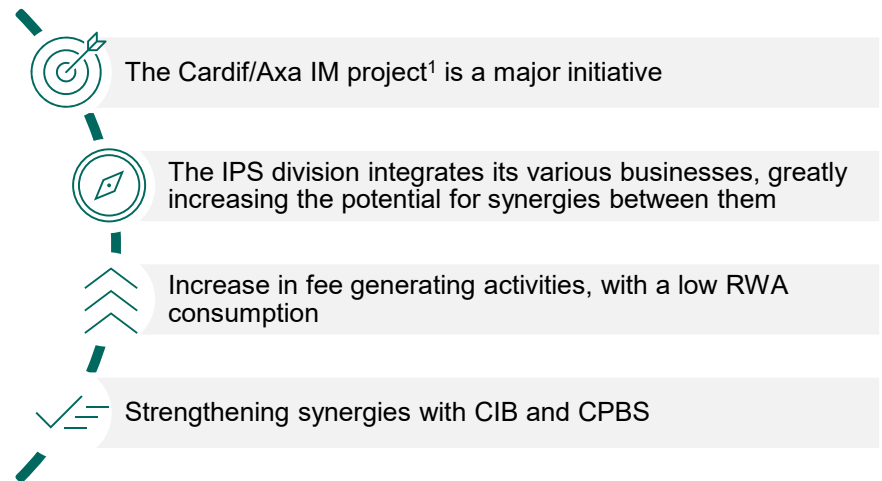 The Cardif/Axa IM project¹ is a major initiative
The IPS division integrates its various businesses, greatly
increasing the potential for synergies between them
Increase in fee generating activities, with a low RWA
consumption
Strengthening synergies with CIB and CPBS